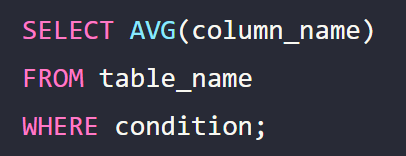 SELECT AVG(column_name)
FROM table_name
WHERE condition;